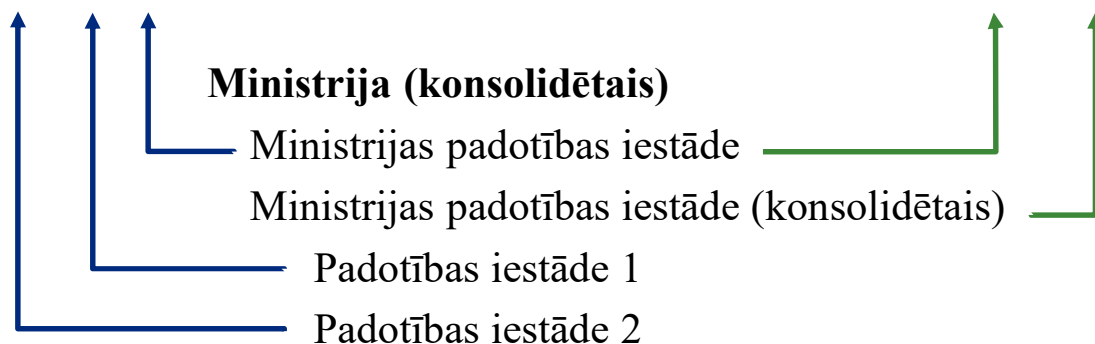 Ministrija (konsolidētais)
Ministrijas padotības iestāde
Ministrijas padotības iestāde (konsolidētais)
Padotības iestāde 1
Padotības iestāde 2